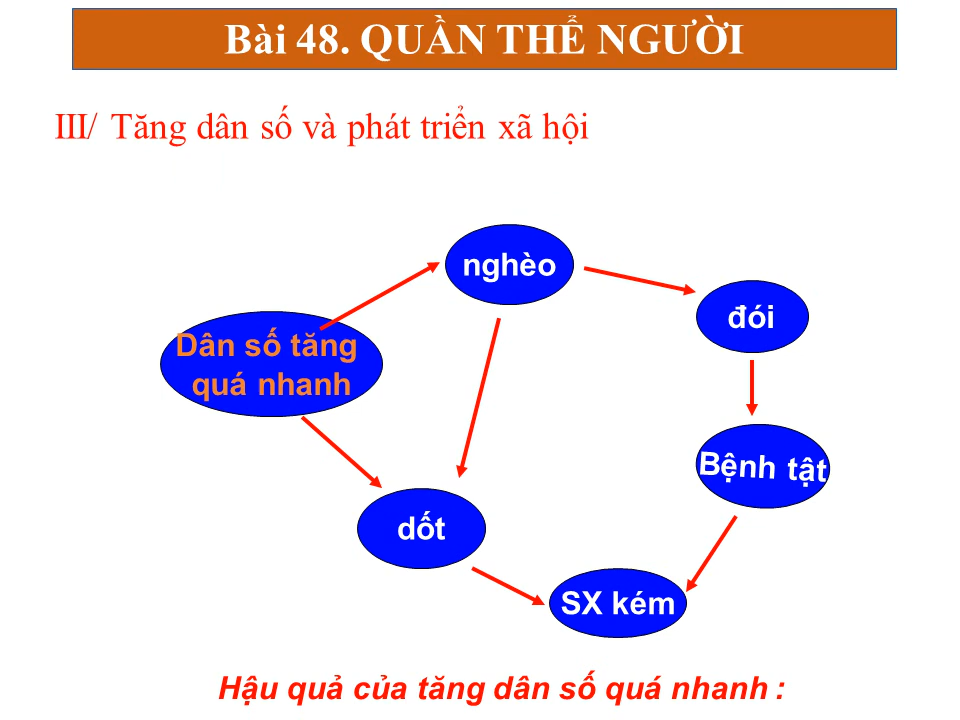 Bài 48. QUẦN THỂ NGƯỜI
III/ Tăng dân số và phát triển xã hội
nghèo
đói
Dân số tăng
quá nhanh
Bệnh tật
dốt
SX kém
Hậu quả của tăng dân số quá nhanh :